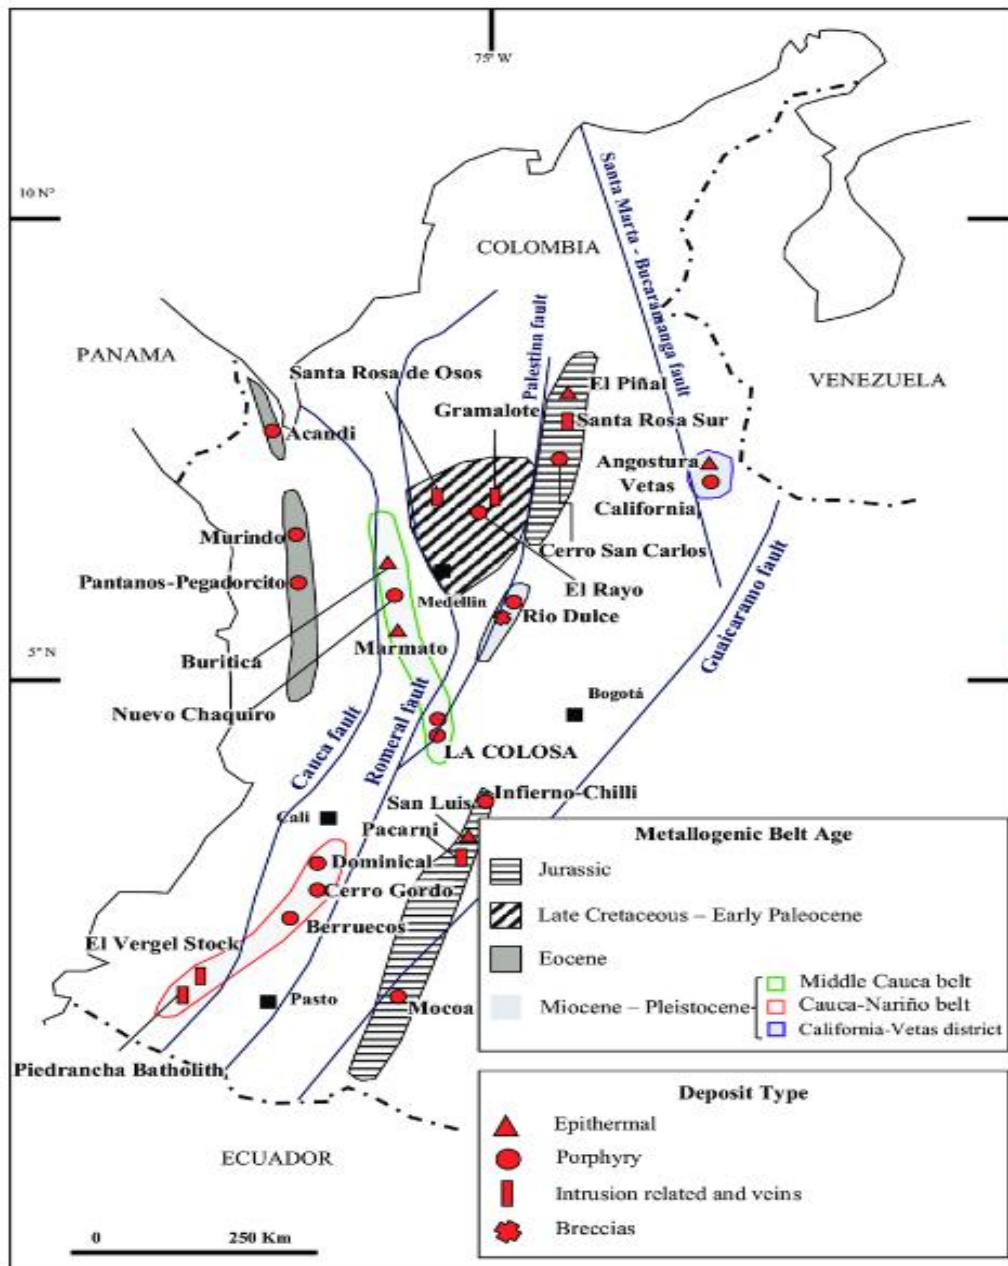 75° W
10 N°
COLOMBIA
Santa Marta - Bucaramanga fault
PANAMA
Palestina fault
VENEZUELA
Santa Rosa de Osos
El Piñal
Gramalote
Santa Rosa Sur
Acandi
Angostura
Vetas
California
Murindo
Cerro San Carlos
Pantanos-Pegadorcito
El Rayo
Medellin
Rio Dulce
Guaicaramo fault
Marmato
Buritica
5° N
Bogotá
Nuevo Chaquiro
Cauca fault
Romeral fault
LA COLOSA
Infierno-Chilli
San Luis
Cali
Pacarni
Dominical
Cerro Gordo
Berruecos
El Vergel Stock
Pasto
Mocoa
Piedrancha Batholith
ECUADOR
0 250 Km
Metallogenic Belt Age
Jurassic
Late Cretaceous – Early Paleocene
Eocene
Miocene – Pleistocene
Middle Cauca belt
Cauca-Nariño belt
California-Vetas district
Deposit Type
Epithermal
Porphyry
Intrusion related and veins
Breccias